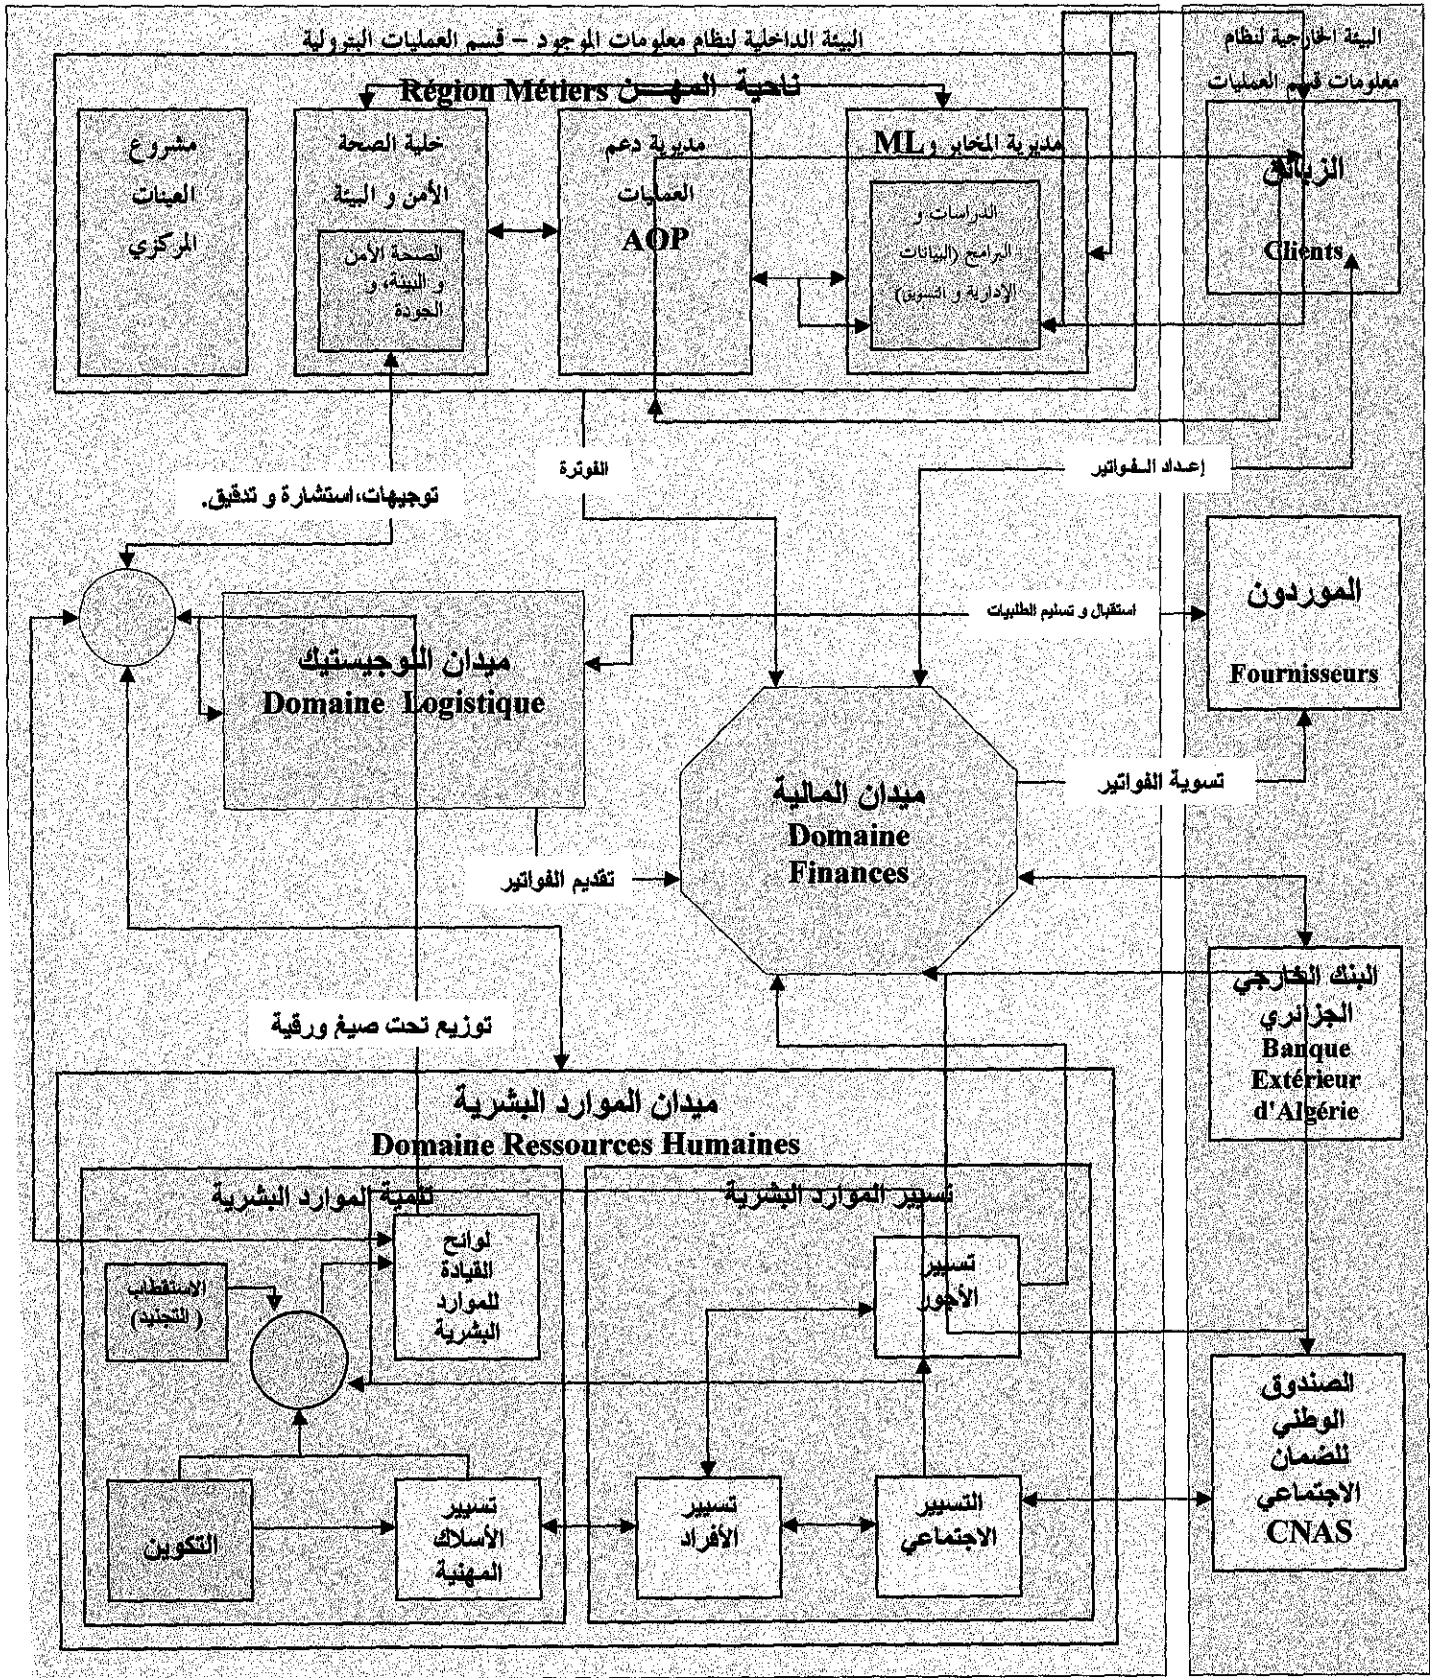 البيئة الداخلية لنظام معلومات الموجود – قسم العمليات البترولية
البيئة الخارجية لنظام
معلومات قسم العمليات
ناحية المهــن Région Métiers
مشروع
العينات
المركزي
خلية الصحة
الأمن و البيئة
الصحة الأمن
و البيئة، و
الجودة
مديرية دعم
العمليات
AOP
مديرية المخابر و ML
الدراسات و
البرامج (البيانات
الإدارية و التسويق)
الزبائن
Clients
الفوترة
إعداد الفواتير
توجيهات،استشارة و تدقيق.
استقبال و تسليم الطلبيات
الموردون
Fournisseurs
ميدان اللوجيستيك
Domaine Logistique
تسوية الفواتير
ميدان المالية
Domaine
Finances
تقديم الفواتير
البنك الخارجي
الجزائري
Banque
Extérieur
d'Algérie
توزيع تحت صيغ ورقية
ميدان الموارد البشرية
Domaine Ressources Humaines
تنمية الموارد البشرية
تسيير الموارد البشرية
لوائح
القيادة
للموارد
البشرية
الاستقطاب
(التجنيد)
تسيير
الأجور
الصندوق
الوطني
للضمان
الاجتماعي
CNAS
التكوين
تسيير
الأسلاك
المهنية
تسيير
الأفراد
التسيير
الاجتماعي